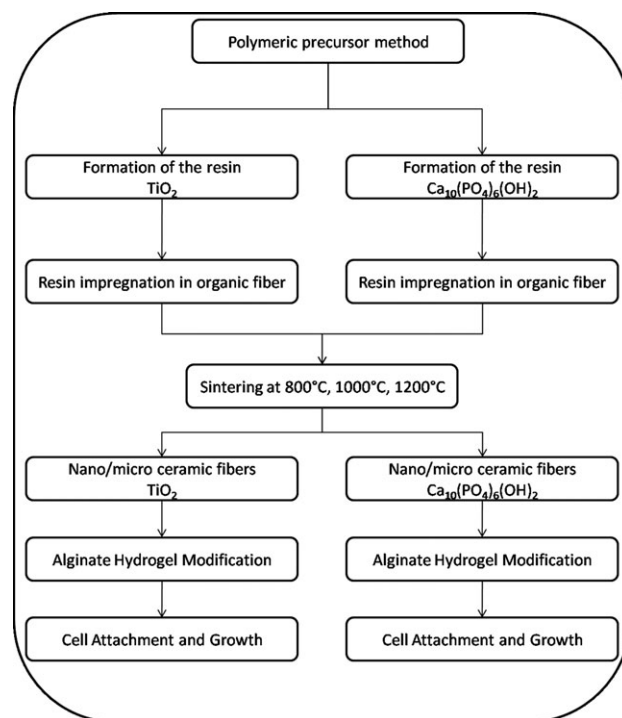 Polymeric precursor method
Formation of the resin
TiO₂
Formation of the resin
Ca₁₀(PO₄)₆(OH)₂
Resin impregnation in organic fiber
Resin impregnation in organic fiber
Sintering at 800°C, 1000°C, 1200°C
Nano/micro ceramic fibers
TiO₂
Nano/micro ceramic fibers
Ca₁₀(PO₄)₆(OH)₂
Alginate Hydrogel Modification
Alginate Hydrogel Modification
Cell Attachment and Growth
Cell Attachment and Growth